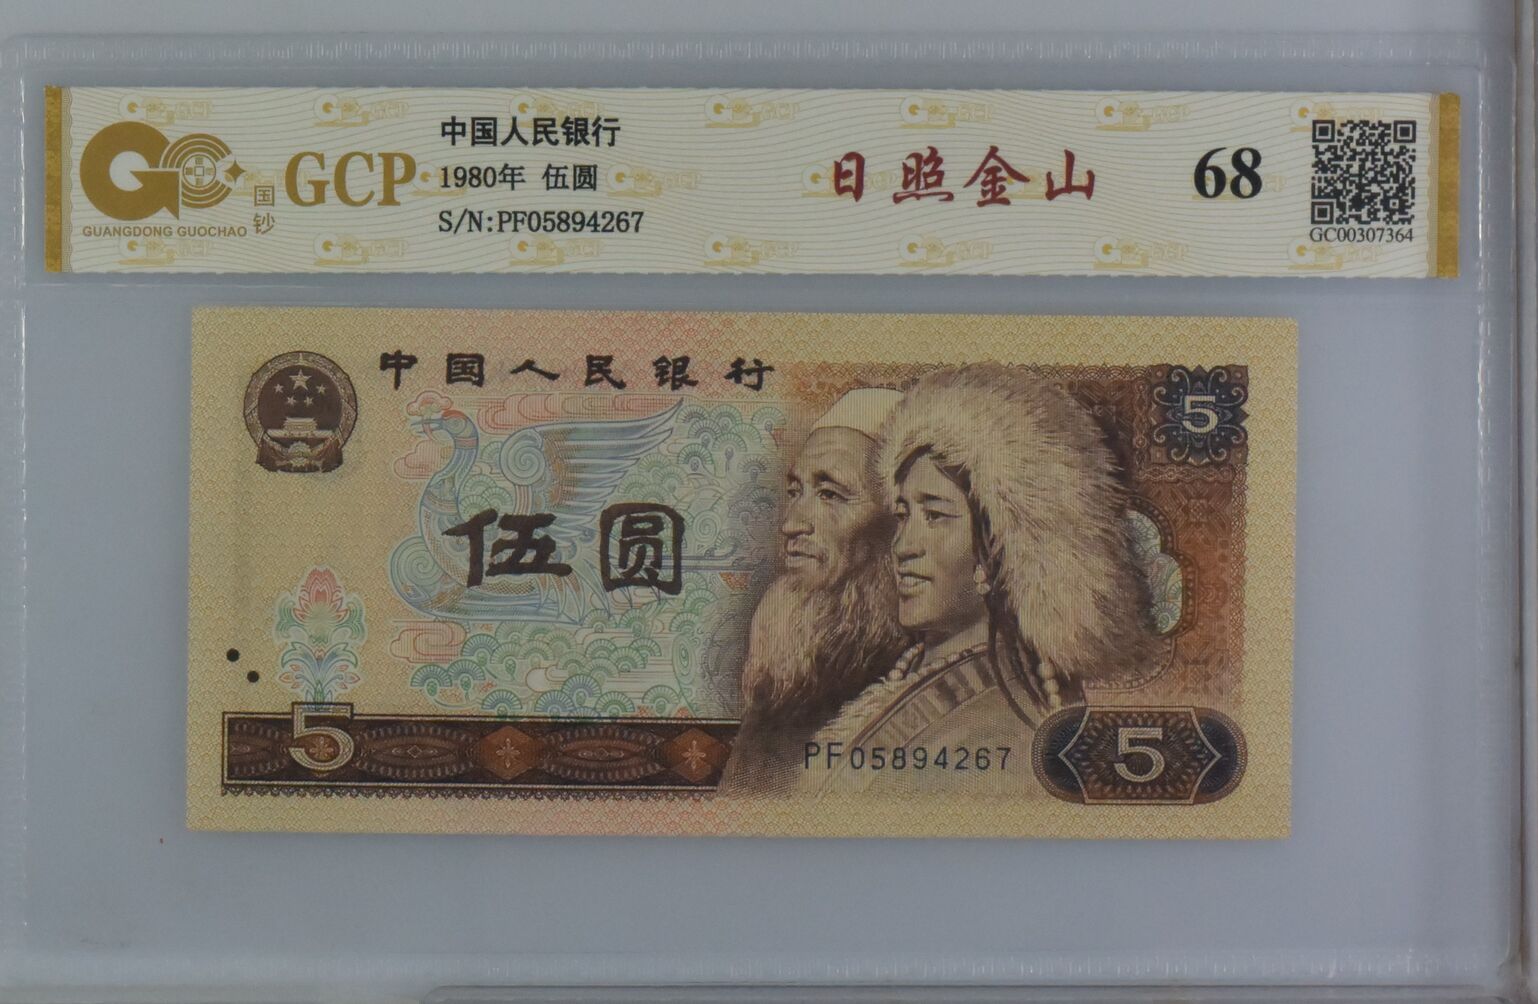 中国人民银行
GCP
1980年 伍圆
日照金山
68
国钞
GUANGDONG GUOCHAO
S/N:PF05894267
GC00307364
中国人民银行
5
伍圆
5
PF05894267
5